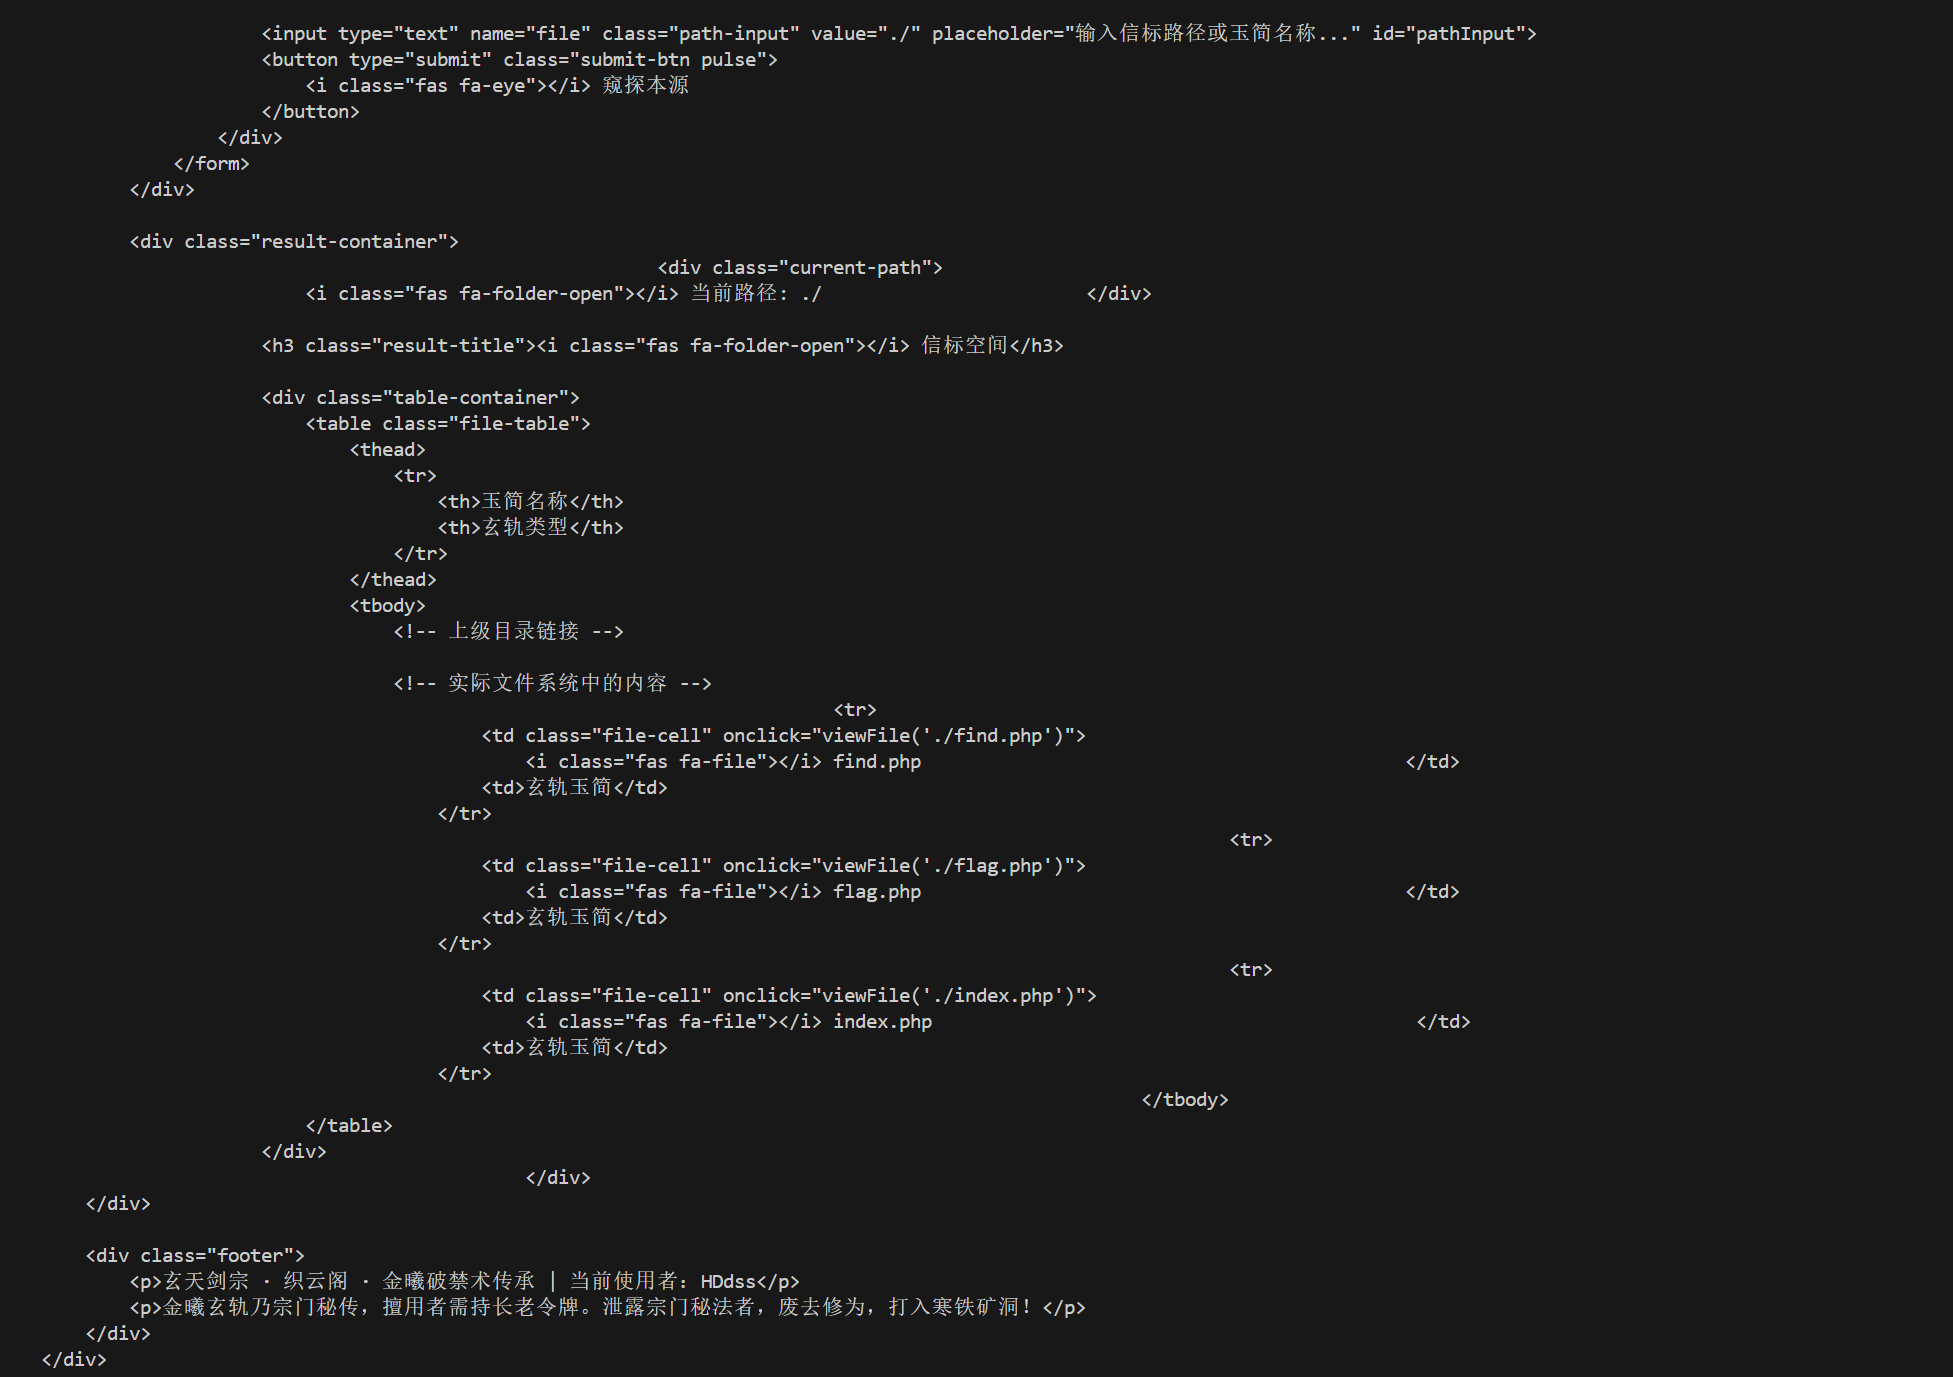 <input type="text" name="file" class="path-input" value="./" placeholder="输入信标路径或玉简名称..." id="pathInput">
<button type="submit" class="submit-btn pulse">
<i class="fas fa-eye"></i> 窥探本源
</button>
</div>
</form>
</div>
<div class="result-container">
<div class="current-path">
<i class="fas fa-folder-open"></i> 当前路径: ./ </div>
<h3 class="result-title"><i class="fas fa-folder-open"></i> 信标空间</h3>
<div class="table-container">
<table class="file-table">
<thead>
<tr>
<th>玉简名称</th>
<th>玄轨类型</th>
</tr>
</thead>
<tbody>
<!-- 上级目录链接 -->
<!-- 实际文件系统中的内容 -->
<tr>
<td class="file-cell" onclick="viewFile('./find.php')">
<i class="fas fa-file"></i> find.php </td>
<td>玄轨玉简</td>
</tr>
<tr>
<td class="file-cell" onclick="viewFile('./flag.php')">
<i class="fas fa-file"></i> flag.php </td>
<td>玄轨玉简</td>
</tr>
<tr>
<td class="file-cell" onclick="viewFile('./index.php')">
<i class="fas fa-file"></i> index.php </td>
<td>玄轨玉简</td>
</tr>
</tbody>
</table>
</div>
</div>
</div>
<div class="footer">
<p>玄天剑宗 · 织云阁 · 金曦破禁术传承 | 当前使用者: HDdss</p>
<p>金曦玄轨乃宗门秘传，擅用者需持长老令牌。泄露宗门秘法者，废去修为，打入寒铁矿洞！</p>
</div>
</div>